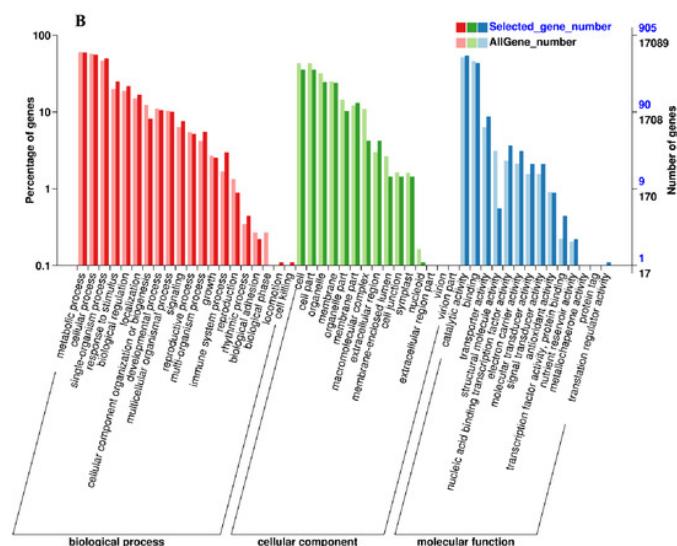 B
Selected_gene_number
AllGene_number
Percentage of genes
100
10
1
0.1
905
17089
90
1708
9
170
1
17
Number of genes
metabolic process
cellular process
single-organism process
response to stimulus
biological regulation
localization
cellular component organization or biogenesis
developmental process
multicellular organismal process
signaling
reproductive process
multi-organism process
growth
immune system process
reproduction
rhythmic process
biological adhesion
biological phase
locomotion
cell killing
cell
cell part
organelle
membrane
organelle part
membrane part
macromolecular complex
extracellular region
membrane-enclosed lumen
cell junction
symplast
nucleoid
extracellular region part
virion
virion part
catalytic activity
binding
transporter activity
structural molecule activity
nucleic acid binding transcription factor activity
electron carrier activity
molecular transducer activity
signal transducer activity
antioxidant activity
transcription factor activity, protein binding
nutrient reservoir activity
metallochaperone activity
protein tag
translation regulator activity
biological process
cellular component
molecular function